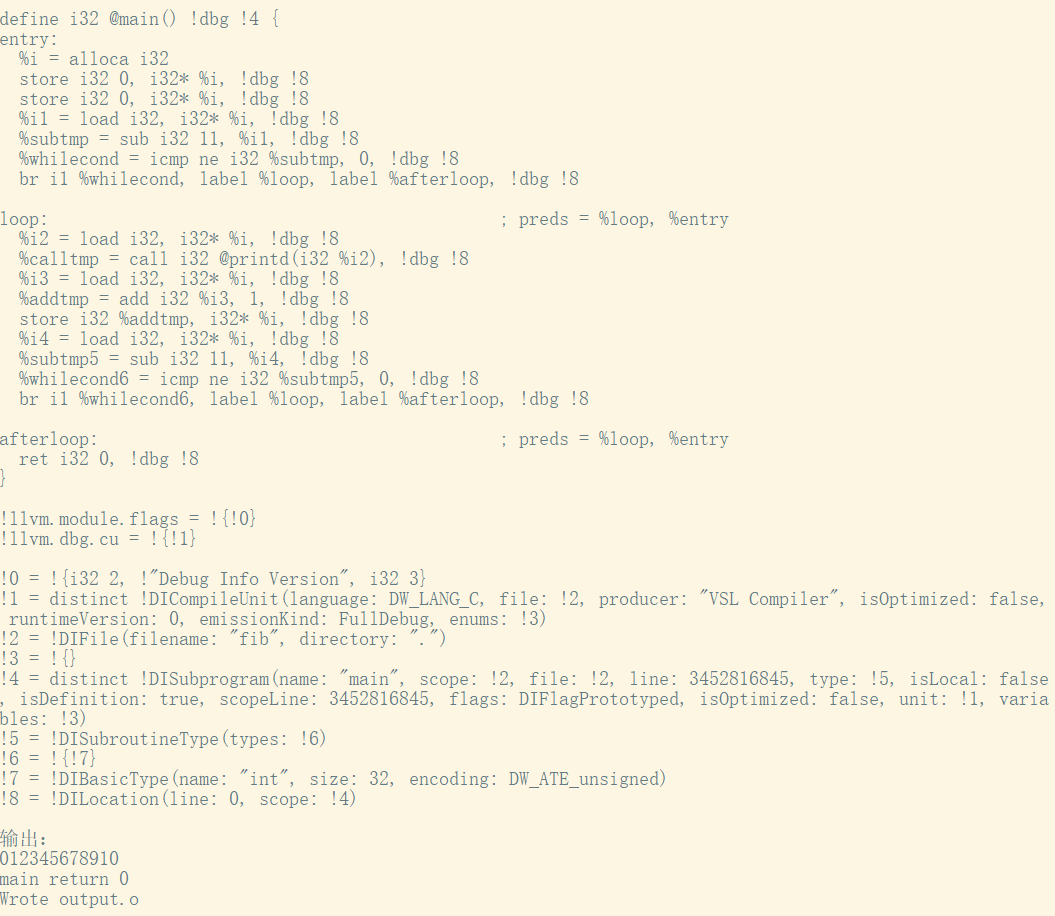 define i32 @main() !dbg !4 {
entry:
  %i = alloca i32
  store i32 0, i32* %i, !dbg !8
  store i32 0, i32* %i, !dbg !8
  %i1 = load i32, i32* %i, !dbg !8
  %subtmp = sub i32 11, %i1, !dbg !8
  %whilecond = icmp ne i32 %subtmp, 0, !dbg !8
  br i1 %whilecond, label %loop, label %afterloop, !dbg !8

loop:                                             ; preds = %loop, %entry
  %i2 = load i32, i32* %i, !dbg !8
  %calltmp = call i32 @printd(i32 %i2), !dbg !8
  %i3 = load i32, i32* %i, !dbg !8
  %addtmp = add i32 %i3, 1, !dbg !8
  store i32 %addtmp, i32* %i, !dbg !8
  %i4 = load i32, i32* %i, !dbg !8
  %subtmp5 = sub i32 11, %i4, !dbg !8
  %whilecond6 = icmp ne i32 %subtmp5, 0, !dbg !8
  br i1 %whilecond6, label %loop, label %afterloop, !dbg !8

afterloop:                                        ; preds = %loop, %entry
  ret i32 0, !dbg !8
}

!llvm.module.flags = !{!0}
!llvm.dbg.cu = !{!1}

!0 = !{i32 2, !"Debug Info Version", i32 3}
!1 = distinct !DICompileUnit(language: DW_LANG_C, file: !2, producer: "VSL Compiler", isOptimized: false,
 runtimeVersion: 0, emissionKind: FullDebug, enums: !3)
!2 = !DIFile(filename: "fib", directory: ".")
!3 = !{}
!4 = distinct !DISubprogram(name: "main", scope: !2, file: !2, line: 3452816845, type: !5, isLocal: false
, isDefinition: true, scopeLine: 3452816845, flags: DIFlagPrototyped, isOptimized: false, unit: !1, varia
bles: !3)
!5 = !DISubroutineType(types: !6)
!6 = !{!7}
!7 = !DIBasicType(name: "int", size: 32, encoding: DW_ATE_unsigned)
!8 = !DILocation(line: 0, scope: !4)

输出:
012345678910
main return 0
Wrote output.o